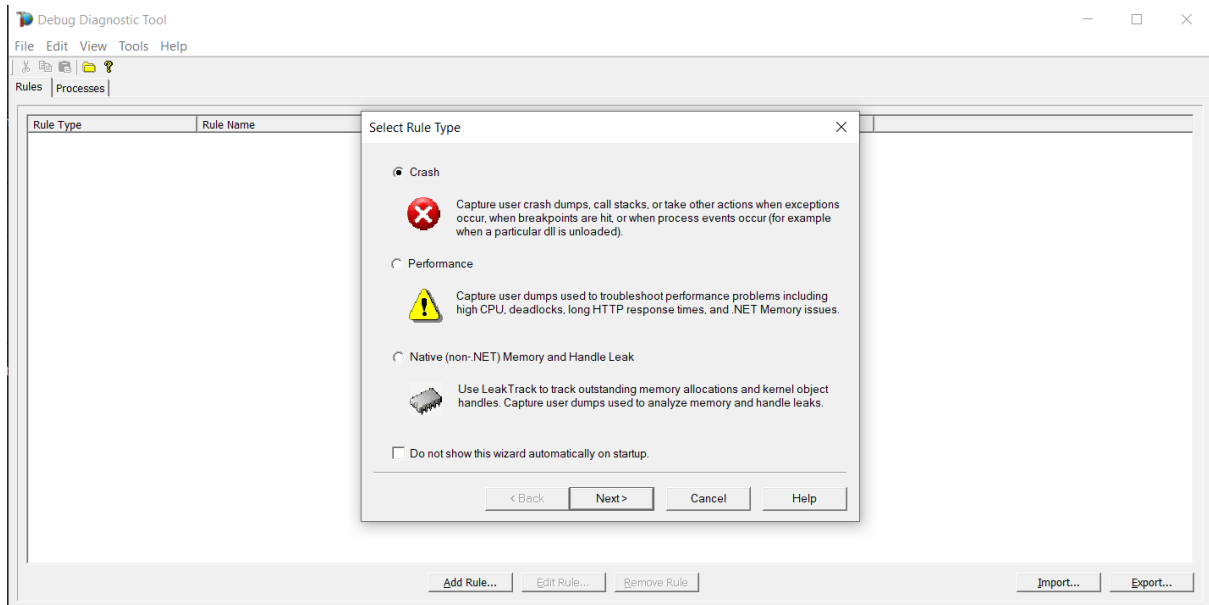 Debug Diagnostic Tool
File Edit View Tools Help
Rules Processes
Rule Type Rule Name
Select Rule Type
Crash
Capture user crash dumps, call stacks, or take other actions when exceptions
occur, when breakpoints are hit, or when process events occur (for example
when a particular dll is unloaded).
Performance
Capture user dumps used to troubleshoot performance problems including
high CPU, deadlocks, long HTTP response times, and .NET Memory issues.
Native (non-.NET) Memory and Handle Leak
Use LeakTrack to track outstanding memory allocations and kernel object
handles. Capture user dumps used to analyze memory and handle leaks.
Do not show this wizard automatically on startup.
< Back Next > Cancel Help
Add Rule... Edit Rule... Remove Rule Import... Export...